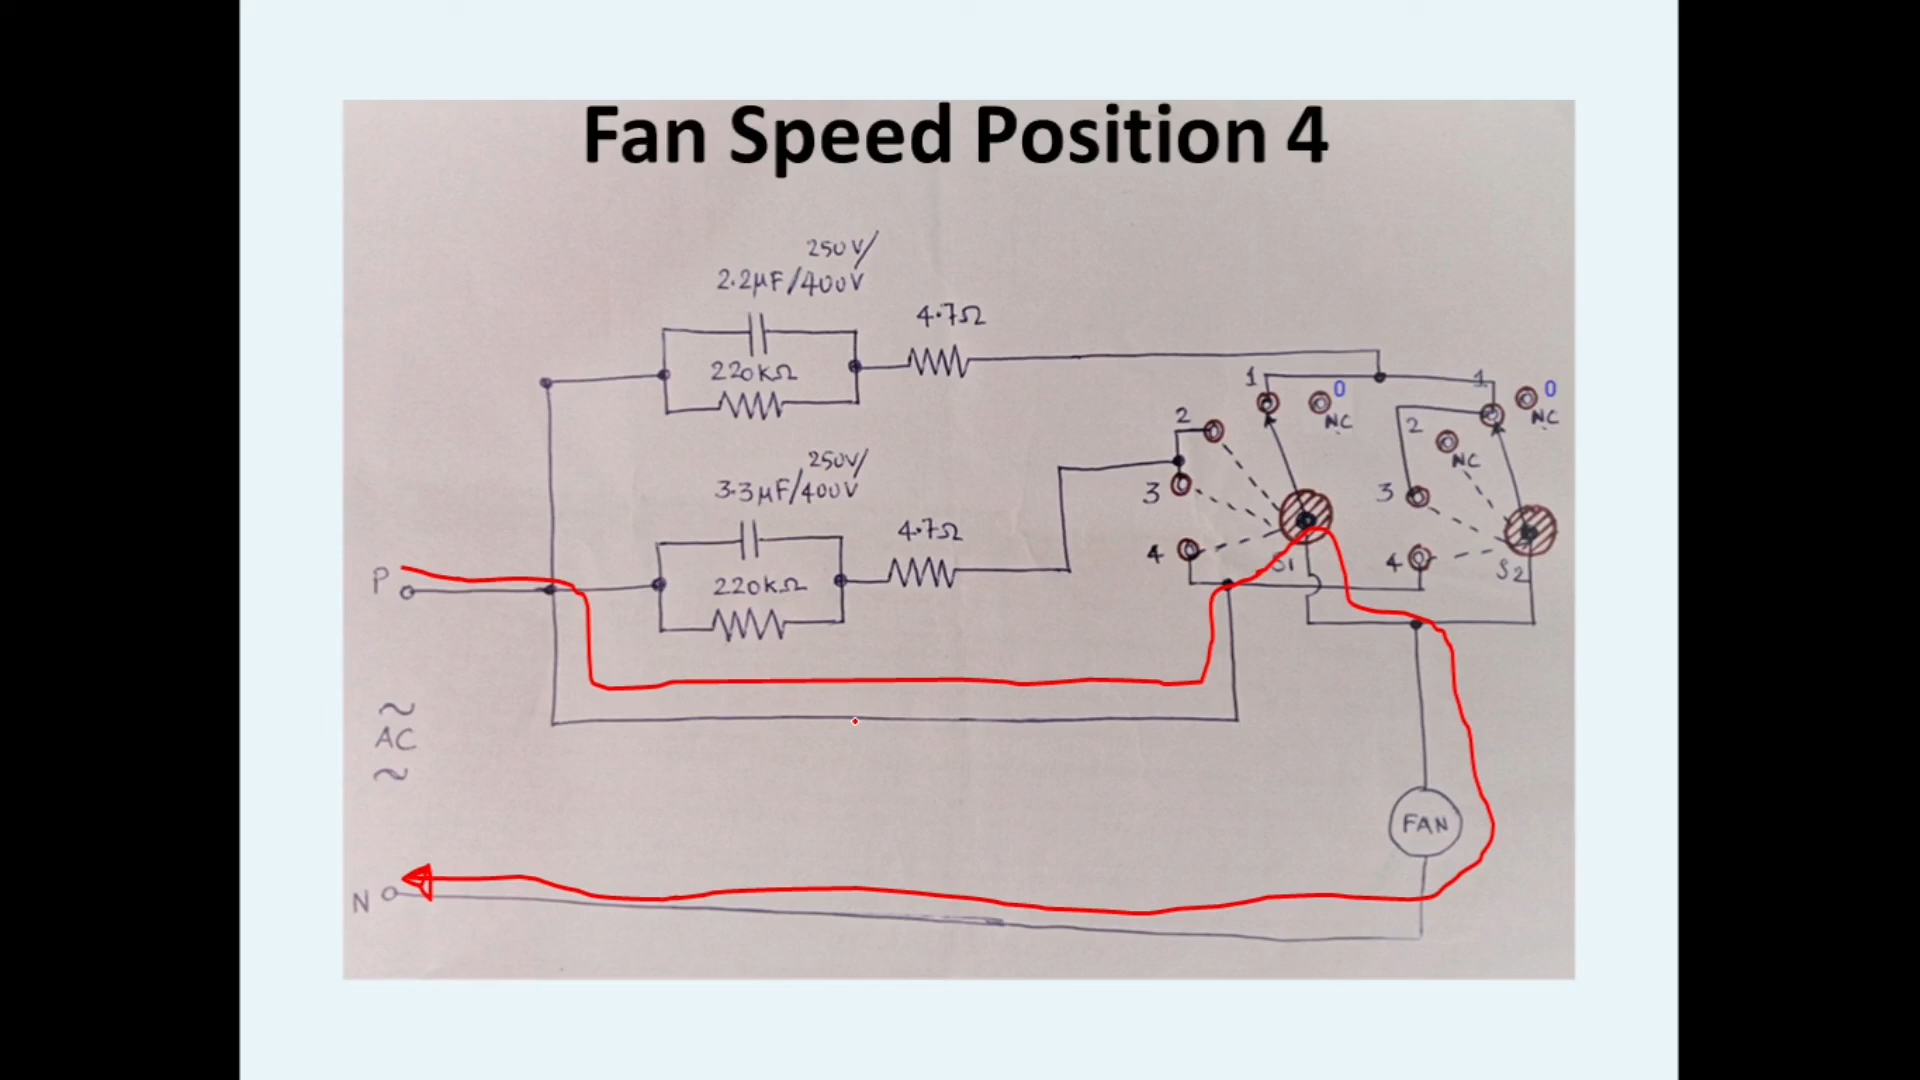 Fan Speed Position 4
250V/
2.2μF/400V
4.7Ω
220kΩ
1
0
NC
1
0
NC
2
2
NC
250V/
3.3μF/400V
3
3
4.7Ω
4
4
S1
S2
P
220kΩ
~
AC
~
FAN
N